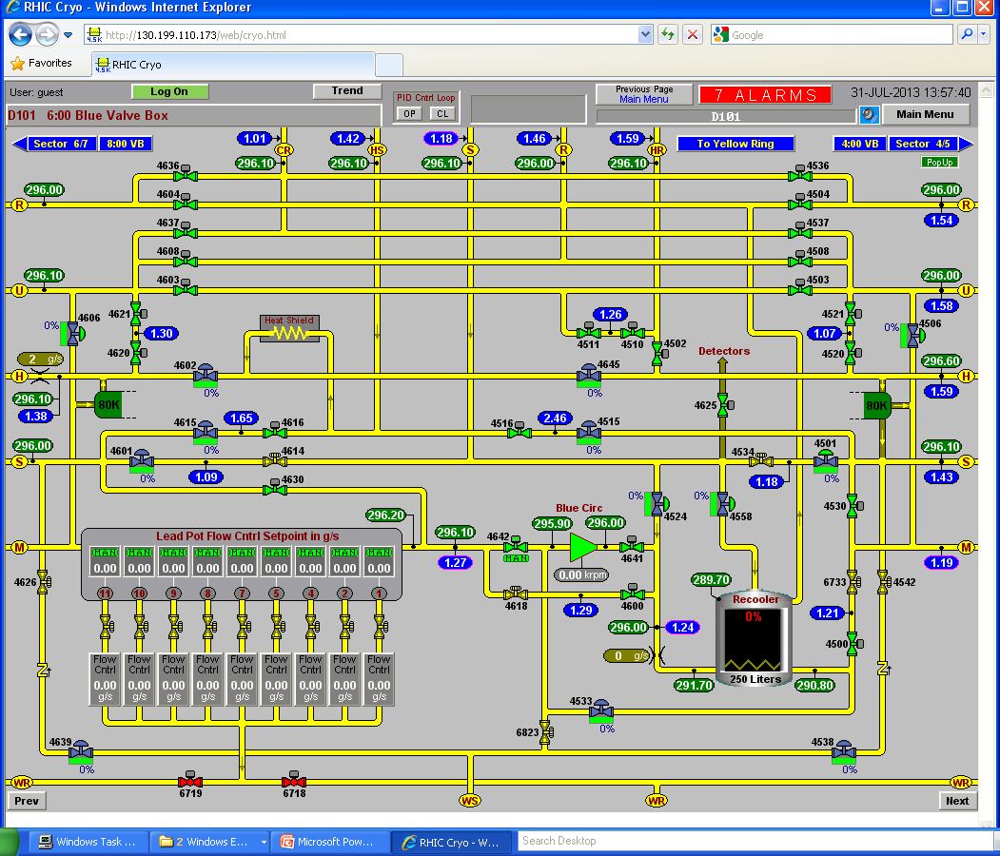 RHIC Cryo - Windows Internet Explorer
http://130.199.110.173/web/cryo.html
Google
Favorites
4.5K
RHIC Cryo
User: guest
Log On
Trend
PID Cntrl Loop
OP CL
Previous Page
Main Menu
7 ALARMS
31-JUL-2013 13:57:40
D101 6:00 Blue Valve Box
D101
Main Menu
Sector 6/7
8:00 VB
1.01 1.42 1.18 1.46 1.59
CR HS S R HR
296.10 296.10 296.10 296.00 296.10
To Yellow Ring
4:00 VB
Sector 4/5
PopUp
4636 4536
296.00 296.00
4604 4504
R R
1.54
4637 4537
4608 4508
296.10 296.00
4603 4503
U U
1.58
4606 4621 4521 4506
0% 0%
Heat Shield
1.26
1.30 1.07
4511 4510 4502
4620 4520
Detectors
2 g/s
4602 4645
296.60
H H
0% 0%
296.10
1.38
1.59
80K 80K
4625
4615 1.65 4616 4516 2.46 4515
0% 0%
296.00 296.10
4601 4614 4534 4501
S S
0% 1.09 1.18 0%
1.43
4630
0% 4524 0% 4558 4530
Blue Circ
296.20
296.10
295.90 296.00
Lead Pot Flow Cntrl Setpoint in g/s
4642 4641
M M
MAN MAN MAN MAN MAN MAN MAN MAN MAN
MAN
0.00 0.00 0.00 0.00 0.00 0.00 0.00 0.00 0.00
1.27
0.00 krpm
1.19
11 10 9 8 7 5 4 2 1
4626
4618 4600
289.70
6733 4542
Recooler
0%
1.29
1.21
296.00 1.24
4500
0 g/s
Flow Flow Flow Flow Flow Flow Flow Flow Flow
Cntrl Cntrl Cntrl Cntrl Cntrl Cntrl Cntrl Cntrl Cntrl
0.00 0.00 0.00 0.00 0.00 0.00 0.00 0.00 0.00
g/s g/s g/s g/s g/s g/s g/s g/s g/s
291.70 250 Liters 290.80
4533
0%
6823
4639 4538
0% 0%
WR WR
6719 6718
WS WR
Prev Next
Windows Task ...
2 Windows E...
Microsoft Pow...
RHIC Cryo - W...
Search Desktop